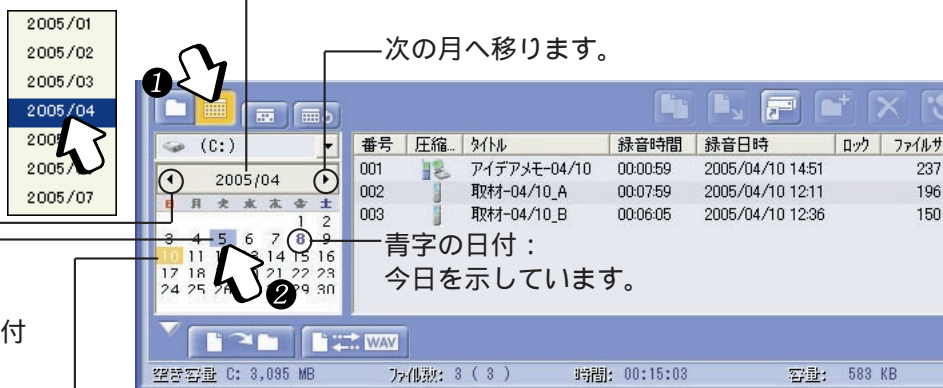 2005/01
2005/02
2005/03
2005/04
2005/07
次の月へ移ります。
❶
(C:)
2005/04
日 月 火 水 木 金 土
1 2
3 4 5 6 7 8 9
10 11 14 15 16
17 18 21 22 23
24 25 29 30
❷
番号 圧縮... タイトル 録音時間 録音日時 ロック ファイルサ
001 アイデアメモ-04/10 00:00:59 2005/04/10 14:51 237
002 取材-04/10_A 00:07:59 2005/04/10 12:11 196
003 取材-04/10_B 00:06:05 2005/04/10 12:36 150
青字の日付：
今日を示しています。
付
WAV
空き容量 C: 3,095 MB ファイル数: 3 ( 3 ) 時間: 00:15:03 容量: 583 KB